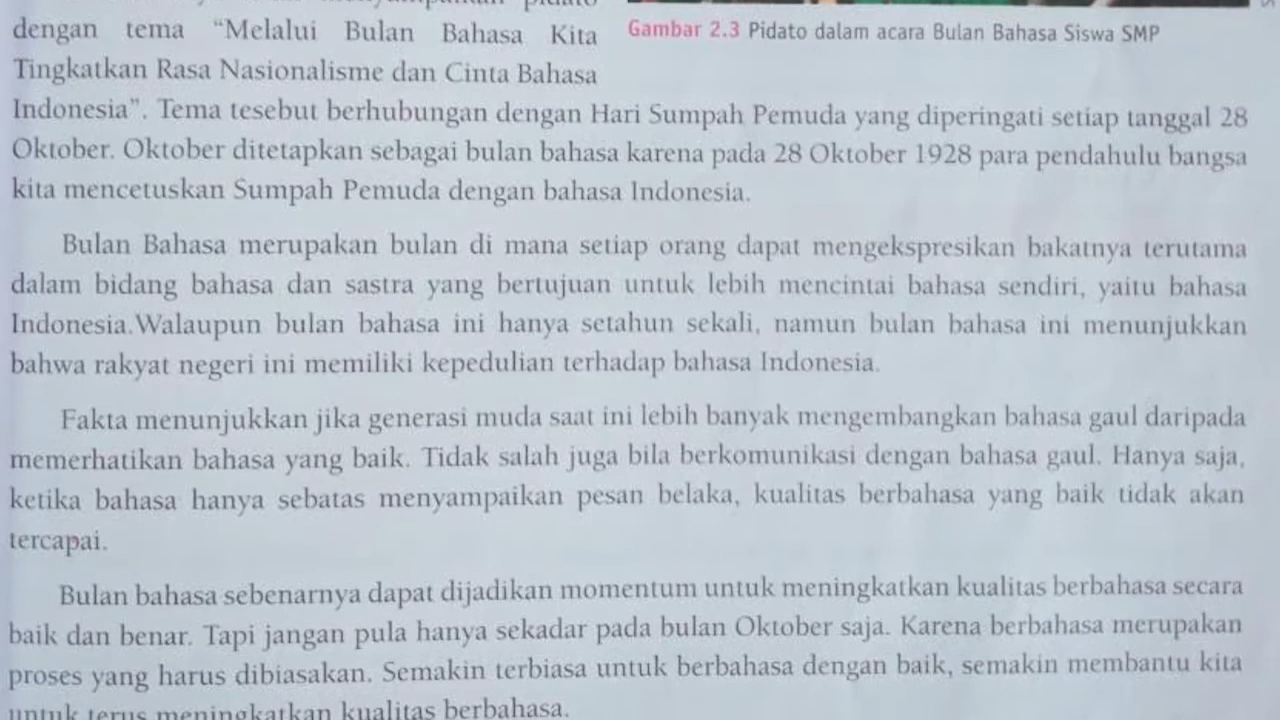 pidato
dengan tema “Melalui Bulan Bahasa Kita
Tingkatkan Rasa Nasionalisme dan Cinta Bahasa
Gambar 2.3 Pidato dalam acara Bulan Bahasa Siswa SMP
Indonesia”. Tema tesebut berhubungan dengan Hari Sumpah Pemuda yang diperingati setiap tanggal 28
Oktober. Oktober ditetapkan sebagai bulan bahasa karena pada 28 Oktober 1928 para pendahulu bangsa
kita mencetuskan Sumpah Pemuda dengan bahasa Indonesia.
Bulan Bahasa merupakan bulan di mana setiap orang dapat mengekspresikan bakatnya terutama
dalam bidang bahasa dan sastra yang bertujuan untuk lebih mencintai bahasa sendiri, yaitu bahasa
Indonesia.Walaupun bulan bahasa ini hanya setahun sekali, namun bulan bahasa ini menunjukkan
bahwa rakyat negeri ini memiliki kepedulian terhadap bahasa Indonesia.
Fakta menunjukkan jika generasi muda saat ini lebih banyak mengembangkan bahasa gaul daripada
memerhatikan bahasa yang baik. Tidak salah juga bila berkomunikasi dengan bahasa gaul. Hanya saja,
ketika bahasa hanya sebatas menyampaikan pesan belaka, kualitas berbahasa yang baik tidak akan
tercapai.
Bulan bahasa sebenarnya dapat dijadikan momentum untuk meningkatkan kualitas berbahasa secara
baik dan benar. Tapi jangan pula hanya sekadar pada bulan Oktober saja. Karena berbahasa merupakan
proses yang harus dibiasakan. Semakin terbiasa untuk berbahasa dengan baik, semakin membantu kita
untuk terus meningkatkan kualitas berbahasa.